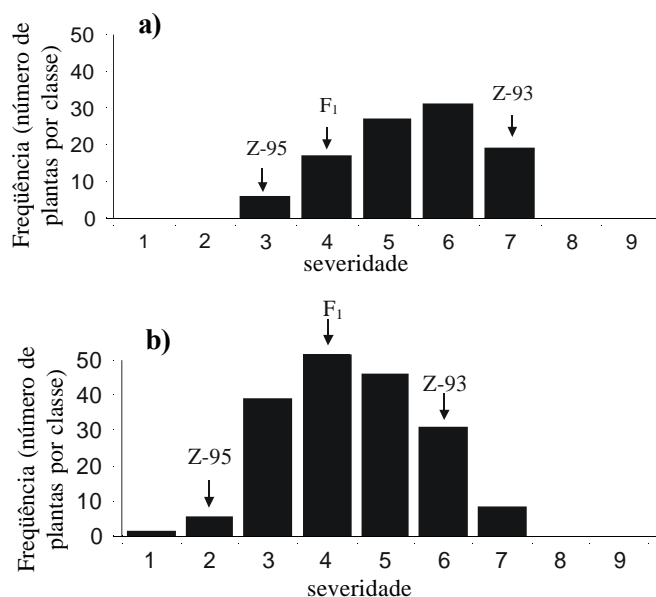 a)
Freqüência (número de
plantas por classe)
50
40
30
20
10
0
Z-95
F1
Z-93
1 2 3 4 5 6 7 8 9
severidade
b)
Freqüência (número de
plantas por classe)
50
40
30
20
10
0
Z-95
F1
Z-93
1 2 3 4 5 6 7 8 9
severidade